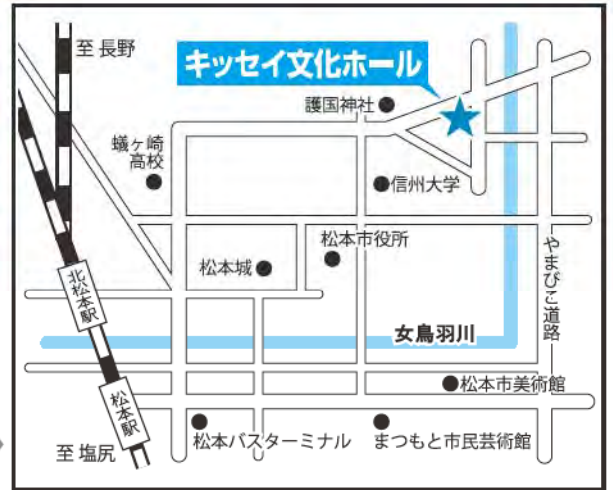 至 長野
キッセイ文化ホール
護国神社
蟻ヶ崎
高校
信州大学
松本市役所
松本城
やまびこ道路
北松本駅
女鳥羽川
松本市美術館
松本駅
松本バスターミナル
まつもと市民芸術館
至 塩尻